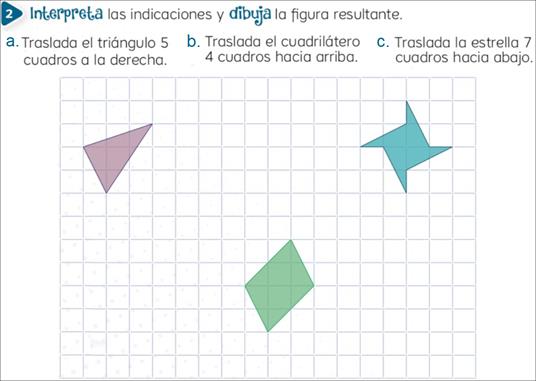 2 Interpreta las indicaciones y dibuja la figura resultante.
a. Traslada el triángulo 5 cuadros a la derecha.
b. Traslada el cuadrilátero 4 cuadros hacia arriba.
c. Traslada la estrella 7 cuadros hacia abajo.